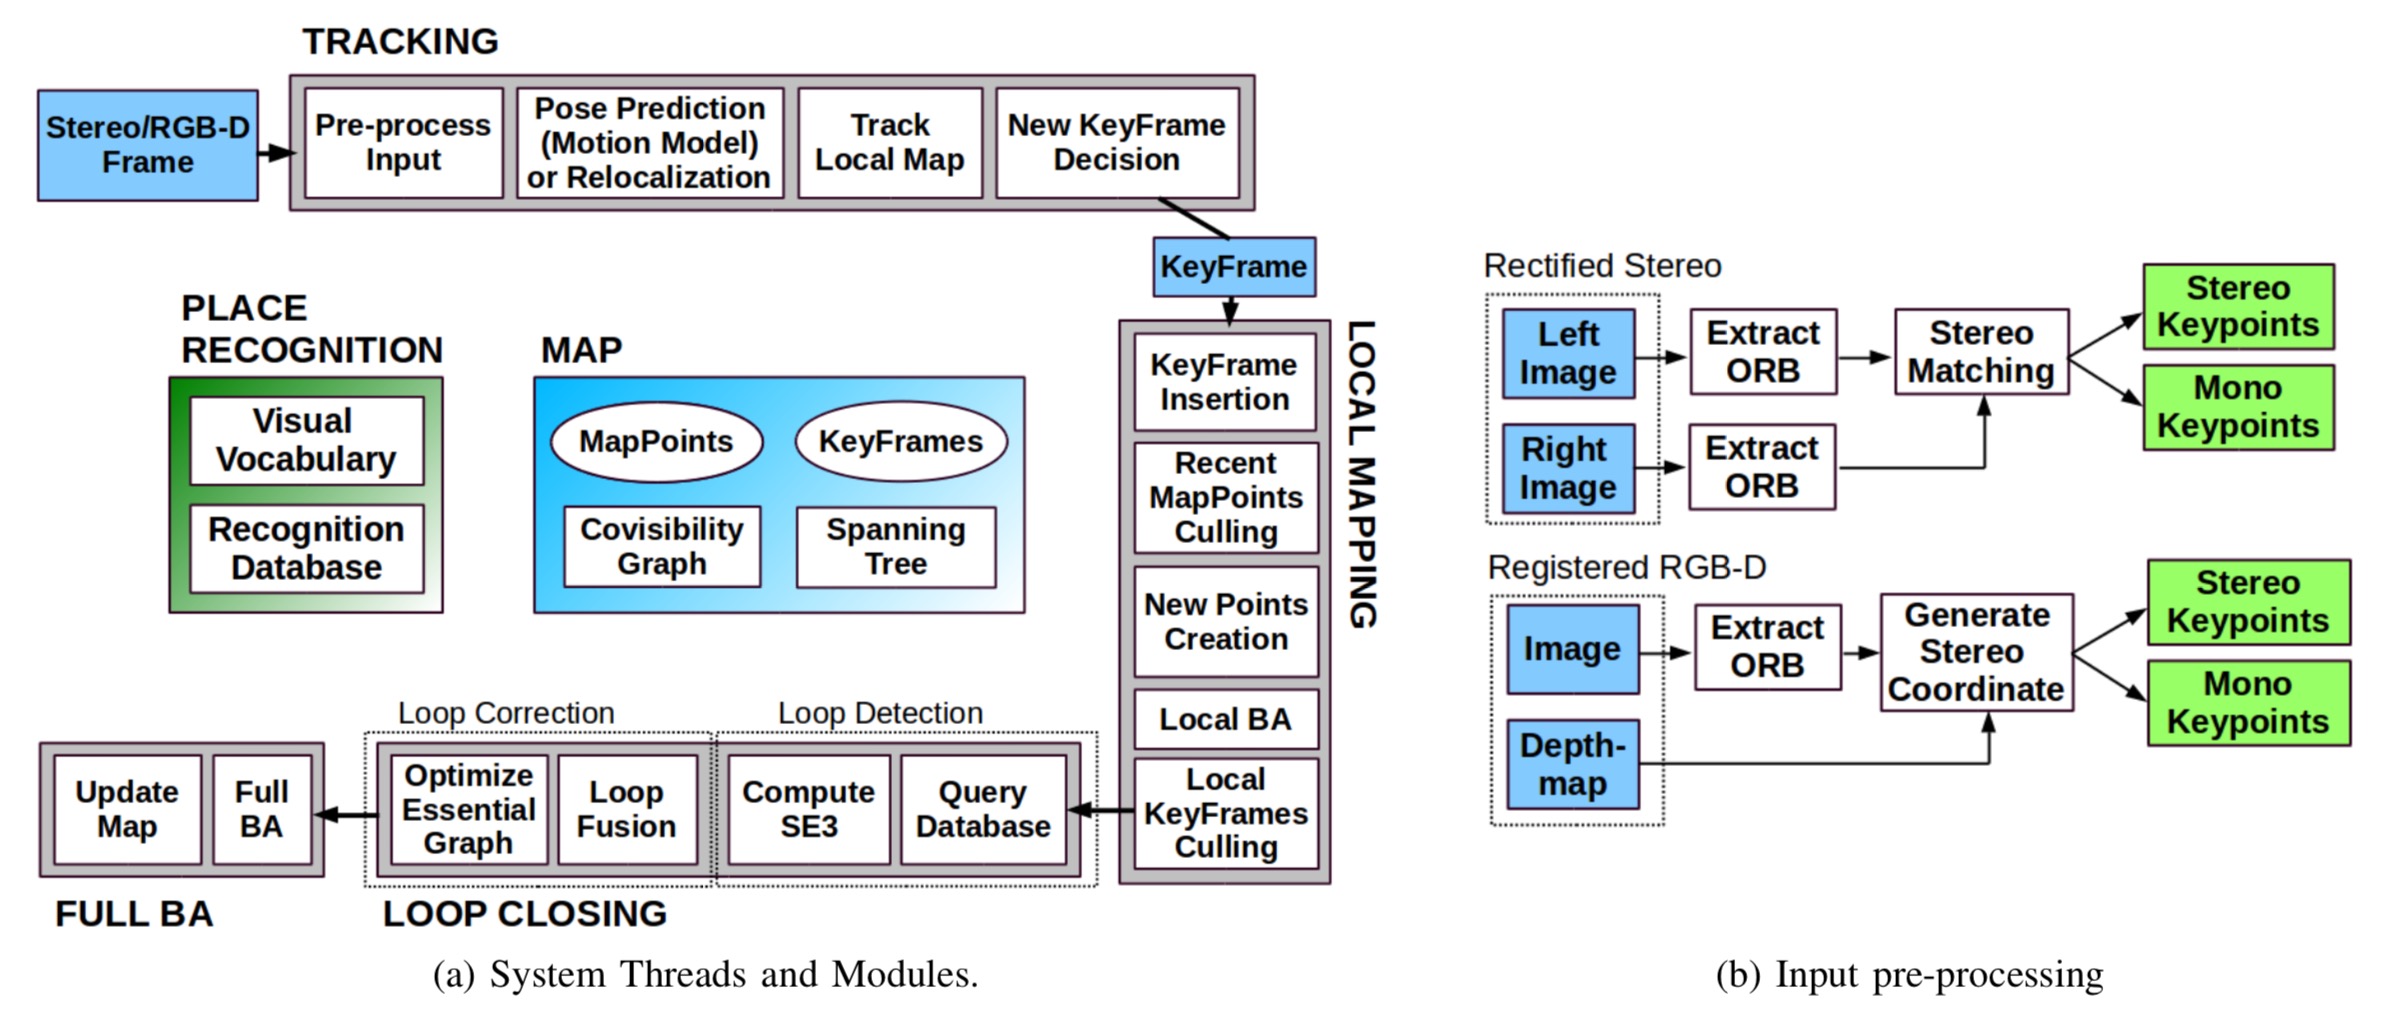 TRACKING
Stereo/RGB-D
Frame
Pre-process
Input
Pose Prediction
(Motion Model)
or Relocalization
Track
Local Map
New KeyFrame
Decision
KeyFrame
PLACE
RECOGNITION
Visual
Vocabulary
Recognition
Database
MAP
MapPoints
KeyFrames
Covisibility
Graph
Spanning
Tree
LOCAL MAPPING
KeyFrame
Insertion
Recent
MapPoints
Culling
New Points
Creation
Local BA
Local
KeyFrames
Culling
Loop Correction
Loop Detection
Optimize
Essential
Graph
Loop
Fusion
Compute
SE3
Query
Database
Update
Map
Full
BA
FULL BA
LOOP CLOSING
(a) System Threads and Modules.
Rectified Stereo
Left
Image
Extract
ORB
Stereo
Matching
Stereo
Keypoints
Mono
Keypoints
Right
Image
Extract
ORB
Registered RGB-D
Image
Extract
ORB
Generate
Stereo
Coordinate
Stereo
Keypoints
Mono
Keypoints
Depth-
map
(b) Input pre-processing